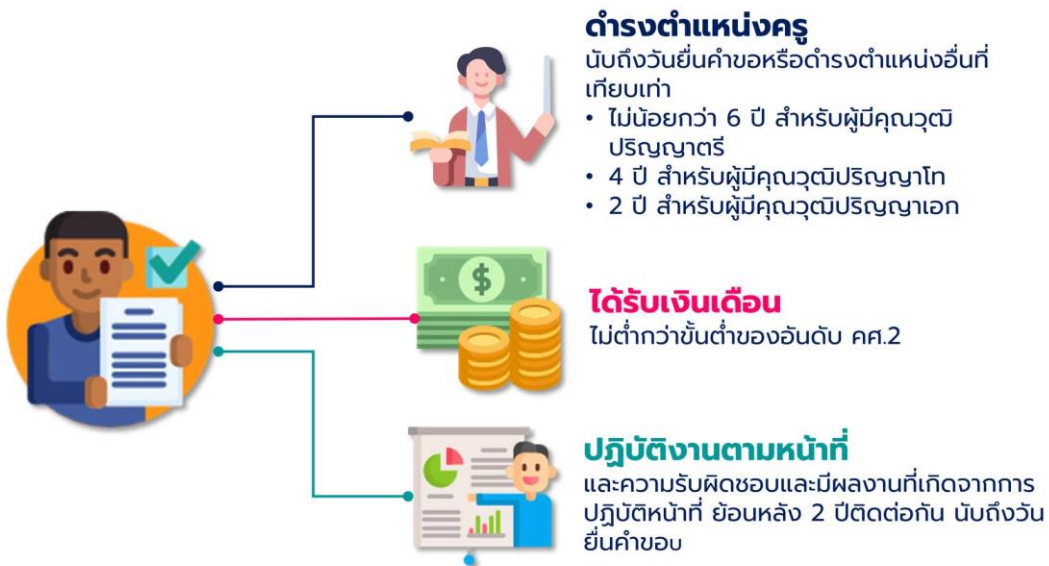 ดำรงตำแหน่งครู
นับถึงวันยื่นคำขอหรือดำรงตำแหน่งอื่นที่
เทียบเท่า
• ไม่น้อยกว่า 6 ปี สำหรับผู้มีคุณวุฒิ
ปริญญาตรี
• 4 ปี สำหรับผู้มีคุณวุฒิปริญญาโท
• 2 ปี สำหรับผู้มีคุณวุฒิปริญญาเอก
$
ได้รับเงินเดือน
ไม่ต่ำกว่าขั้นต่ำของอันดับ คศ.2
ปฏิบัติงานตามหน้าที่
และความรับผิดชอบและมีผลงานที่เกิดจากการ
ปฏิบัติหน้าที่ ย้อนหลัง 2 ปีติดต่อกัน นับถึงวัน
ยื่นคำขอบ